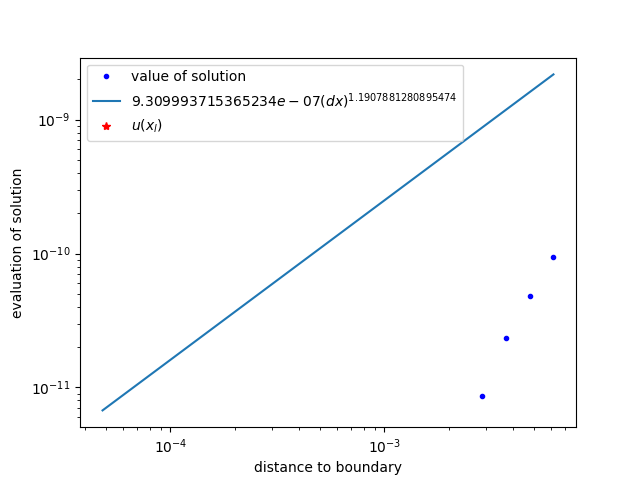 value of solution
9.309993715365234e − 07(dx)^1.1907881280895474
u(x_l)
10^−9
10^−10
10^−11
evaluation of solution
10^−4
10^−3
distance to boundary